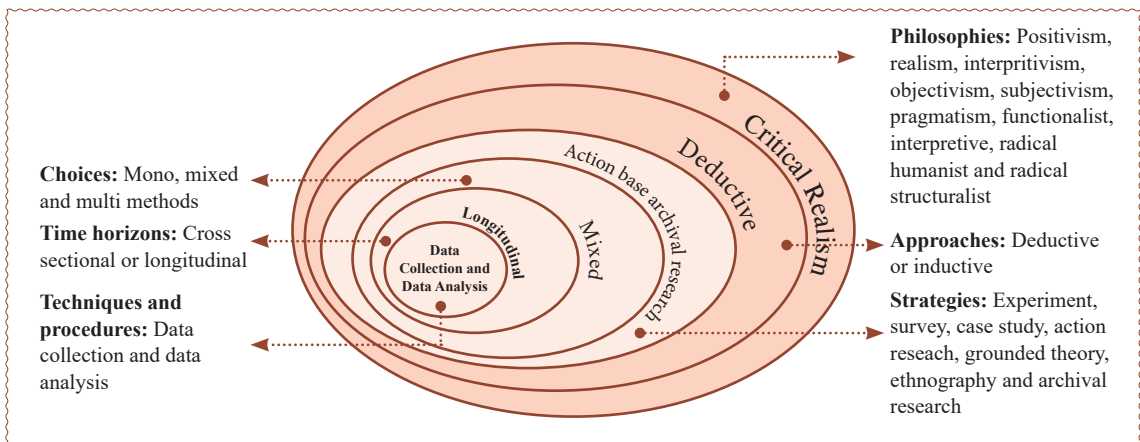 Philosophies: Positivism,
realism, interpritivism,
objectivism, subjectivism,
pragmatism, functionalist,
interpretive, radical
humanist and radical
structuralist
Choices: Mono, mixed
and multi methods
Time horizons: Cross
sectional or longitudinal
Techniques and
procedures: Data
collection and data
analysis
Data
Collection and
Data Analysis
Longitudinal
Mixed
Action base archival research
Deductive
Critical Realism
Approaches: Deductive
or inductive
Strategies: Experiment,
survey, case study, action
reseach, grounded theory,
ethnography and archival
research